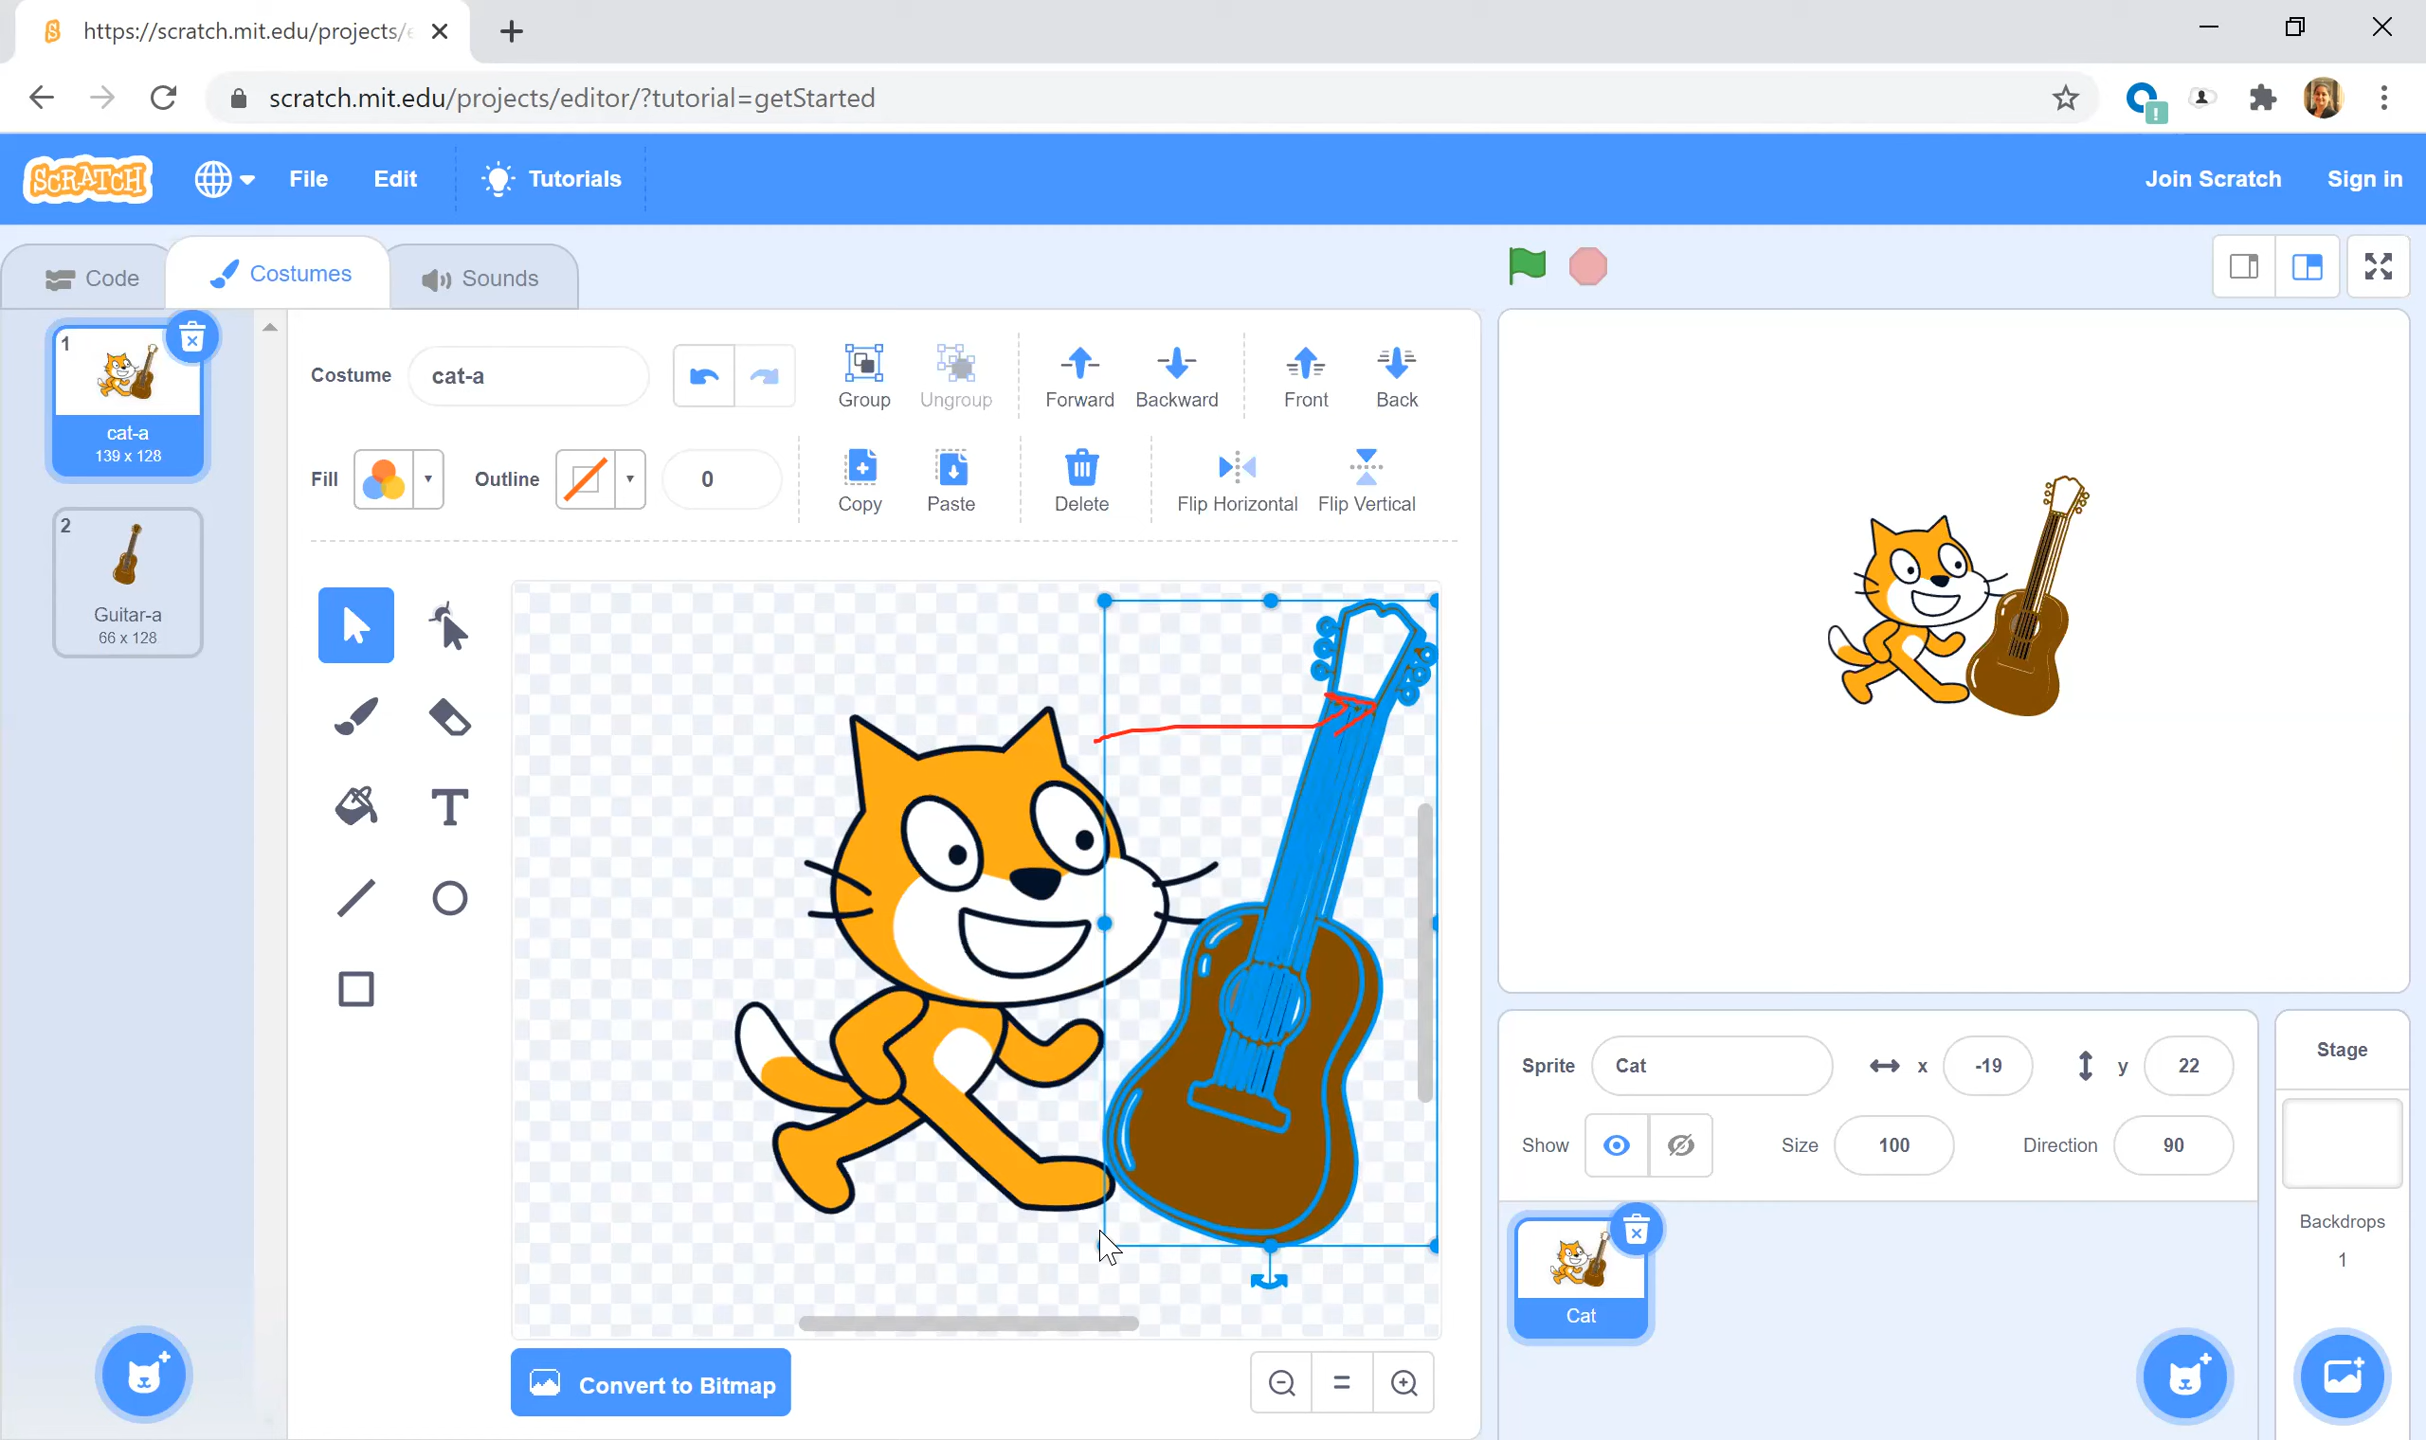 https://scratch.mit.edu/projects/
scratch.mit.edu/projects/editor/?tutorial=getStarted
SCRATCH File Edit Tutorials Join Scratch Sign in
Code Costumes Sounds
1
cat-a
139 x 128
2
Guitar-a
66 x 128
Costume cat-a Group Ungroup Forward Backward Front Back
Fill Outline 0 Copy Paste Delete Flip Horizontal Flip Vertical
T
Convert to Bitmap
Sprite Cat x -19 y 22
Show Size 100 Direction 90
Cat
Stage
Backdrops
1